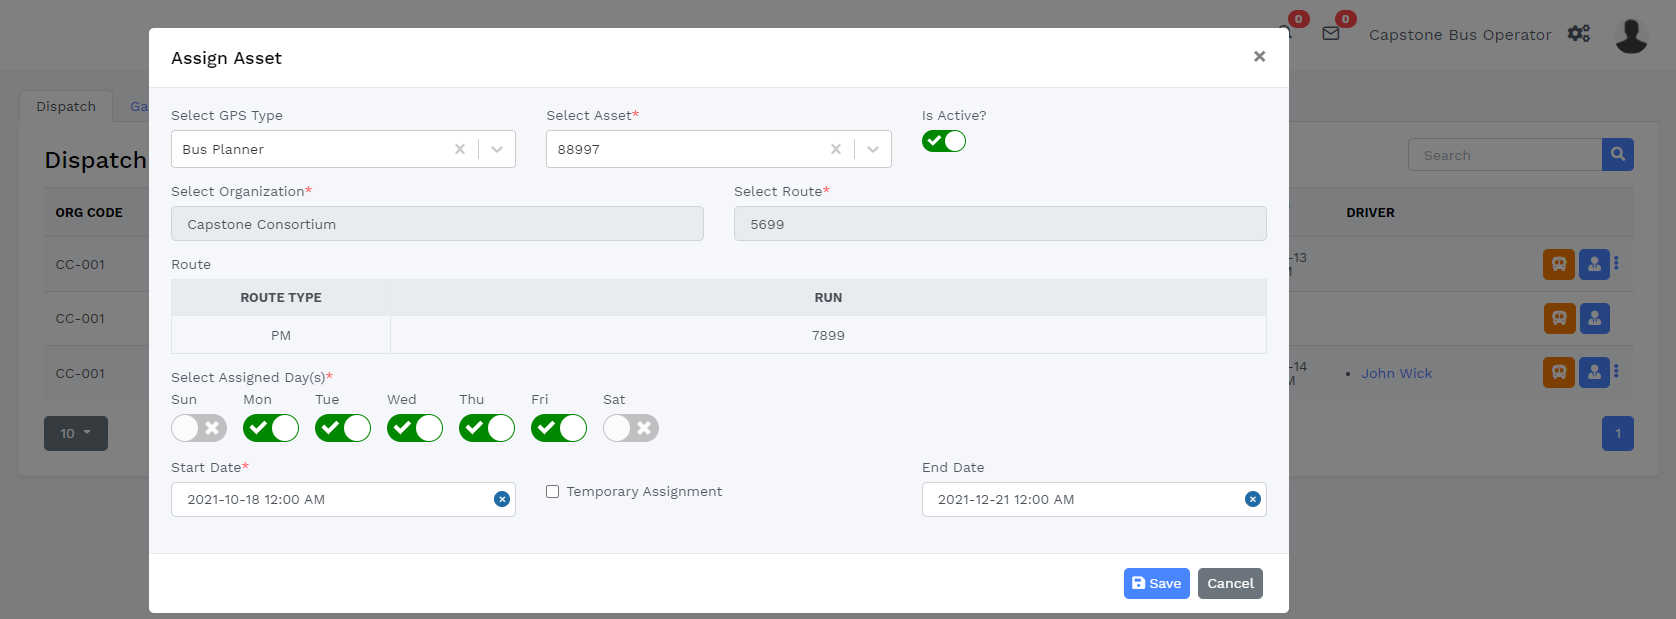 0
0
Capstone Bus Operator
Assign Asset
Dispatch
Ga
Select GPS Type
Select Asset*
Is Active?
Bus Planner
88997
Dispatch
Search
Select Organization*
Select Route*
ORG CODE
Capstone Consortium
5699
DRIVER
Route
CC-001
-13
ROUTE TYPE
RUN
CC-001
PM
7899
CC-001
-14
John Wick
M
Select Assigned Day(s)*
Sun
Mon
Tue
Wed
Thu
Fri
Sat
10
1
Start Date*
End Date
2021-10-18 12:00 AM
Temporary Assignment
2021-12-21 12:00 AM
Save
Cancel